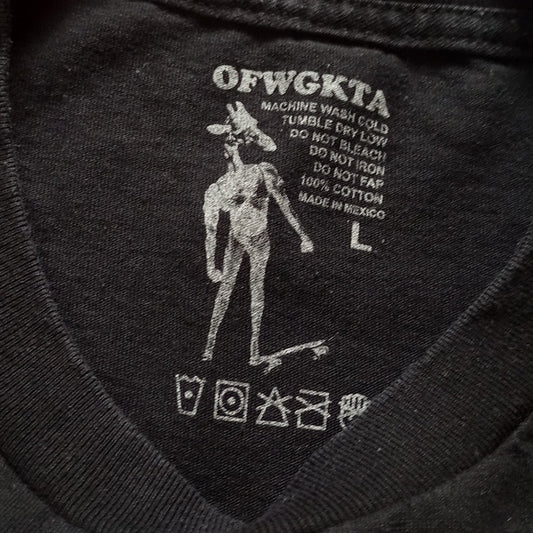 OFWGKTA
MACHINE WASH COLD
TUMBLE DRY LOW
DO NOT BLEACH
DO NOT IRON
DO NOT FAP
100% COTTON
MADE IN MEXICO
L